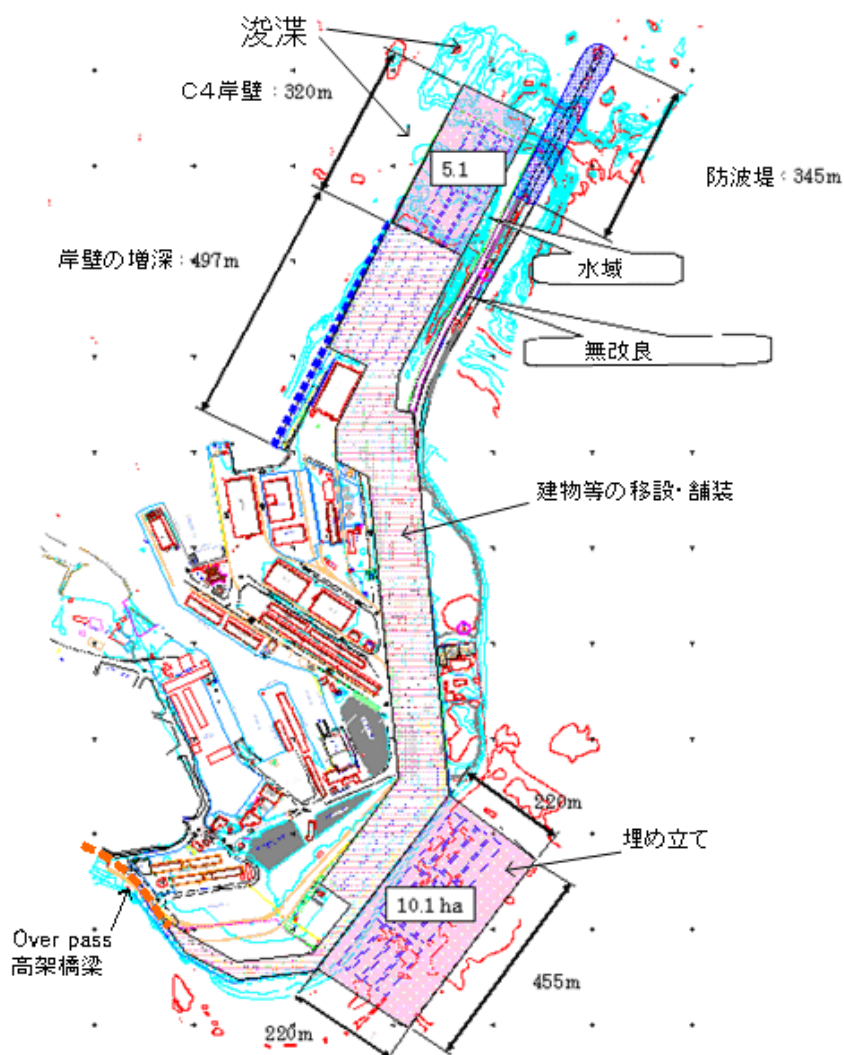 浚渫
C4岸壁：320m
5.1
防波堤：345m
岸壁の増深：497m
水域
無改良
建物等の移設・舗装
220m
埋め立て
10.1 ha
Over pass
高架橋梁
455m
220m